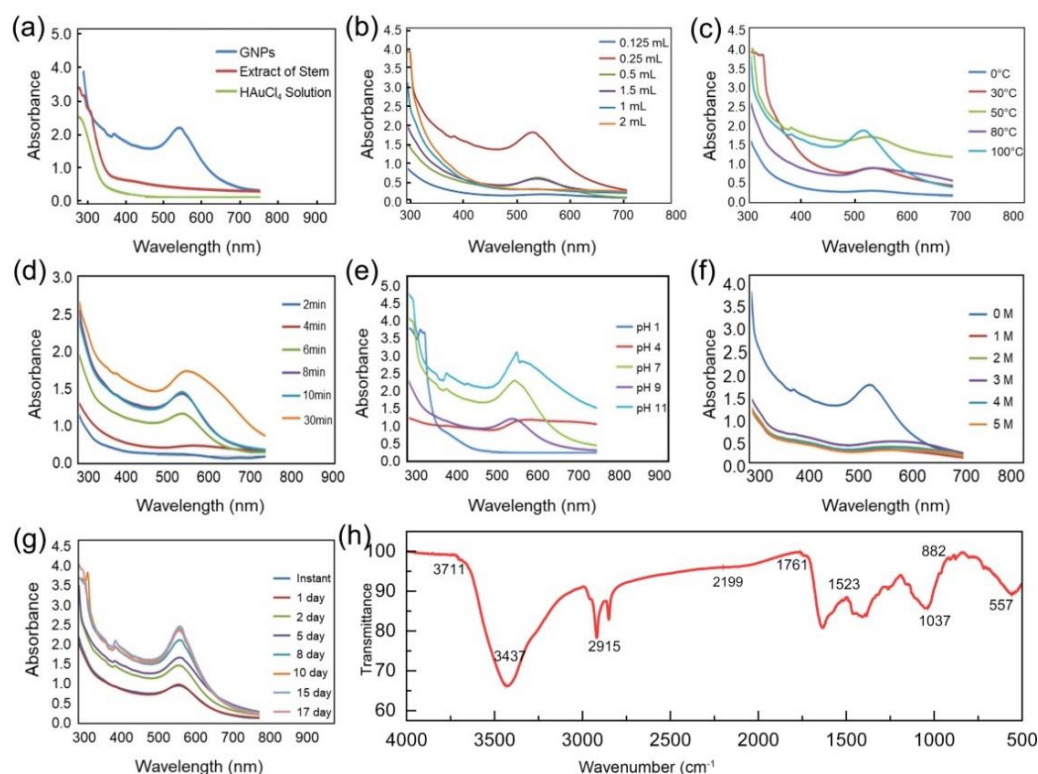 (a)
5.0
4.0
3.0
2.0
1.0
0.0
GNPs
Extract of Stem
HAuCl₄ Solution
Absorbance
300 400 500 600 700 800 900
Wavelength (nm)
(b)
4.5
4.0
3.5
3.0
2.5
2.0
1.5
1.0
0.5
0.0
0.125 mL
0.25 mL
0.5 mL
1.5 mL
1 mL
2 mL
Absorbance
300 400 500 600 700 800
Wavelength (nm)
(c)
4.5
4.0
3.5
3.0
2.5
2.0
1.5
1.0
0.5
0.0
0°C
30°C
50°C
80°C
100°C
Absorbance
300 400 500 600 700 800
Wavelength (nm)
(d)
3.0
2.5
2.0
1.5
1.0
0.5
0.0
2min
4min
6min
8min
10min
30min
Absorbance
300 400 500 600 700 800 900
Wavelength (nm)
(e)
5.0
4.5
4.0
3.5
3.0
2.5
2.0
1.5
1.0
0.5
0.0
pH 1
pH 4
pH 7
pH 9
pH 11
Absorbance
300 400 500 600 700 800 900
Wavelength (nm)
(f)
4.0
3.5
3.0
2.5
2.0
1.5
1.0
0.5
0.0
0 M
1 M
2 M
3 M
4 M
5 M
Absorbance
300 400 500 600 700 800
Wavelength (nm)
(g)
4.5
4.0
3.5
3.0
2.5
2.0
1.5
1.0
0.5
0.0
Instant
1 day
2 day
5 day
8 day
10 day
15 day
17 day
Absorbance
300 400 500 600 700 800 900
Wavelength (nm)
(h)
100
90
80
70
60
Transmittance
3711
3437
2915
2199
1761
1523
1037
882
557
4000 3500 3000 2500 2000 1500 1000 500
Wavenumber (cm⁻¹)